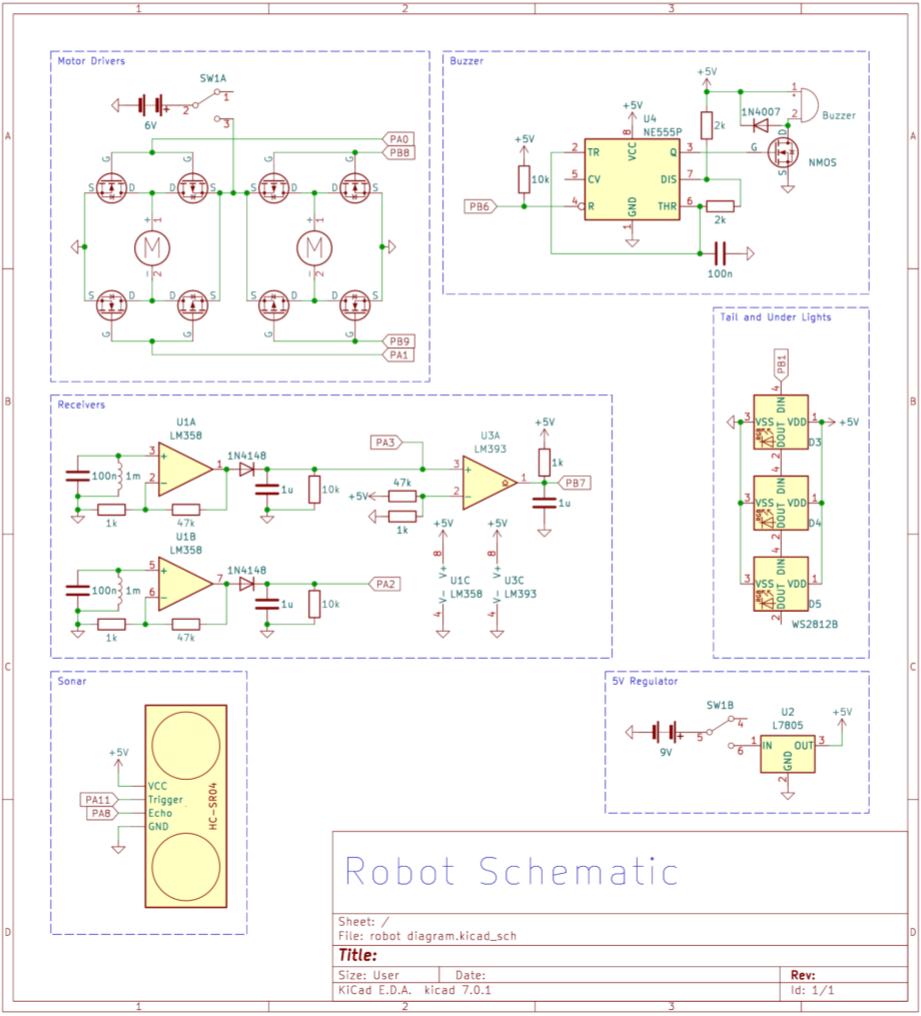 1 2 3
A
B
C
D
Motor Drivers
SW1A
6V
+
2
1
3
PA0
PB8
G G G G
S D D S S D D S
+ 1 + 1
M M
- 2 - 2
S D D S S D D S
G G G G
PB9
PA1
Buzzer
+5V
1N4007
1
+
2
-
Buzzer
U4
NE555P
+5V
+5V
2k
10k
PB6
8
VCC
2 TR
5 CV
4 R
Q 3
DIS 7
THR 6
GND
1
G
D
S
NMOS
2k
100n
Tail and Under Lights
PB1
4
DIN
3 VSS VDD 1
+5V
RGB
DOUT
2
D3
4
DIN
RGB
DOUT
2
D4
4
DIN
3 VSS VDD 1
RGB
DOUT
2
D5
WS2812B
Receivers
U1A
LM358
100n 1m
3 +
2 -
1
1N4148
1u
10k
1k
47k
PA3
+5V
47k
1k
U3A
LM393
3 +
2 -
1
+5V
1k
PB7
1u
U1B
LM358
100n 1m
5 +
6 -
7
1N4148
1u
10k
PA2
1k
47k
+5V
8
V+
U1C
V- LM358
4
+5V
8
V+
U3C
V- LM393
4
Sonar
+5V
VCC
PA11 Trigger
PA8 Echo
GND
HC-SR04
5V Regulator
SW1B
9V
+
5
4
6
U2
L7805
1 IN OUT 3
GND
2
+5V
Robot Schematic
Sheet: /
File: robot diagram.kicad_sch
Title:
Size: User Date: Rev:
KiCad E.D.A. kicad 7.0.1 Id: 1/1
A
B
C
D
1 2 3